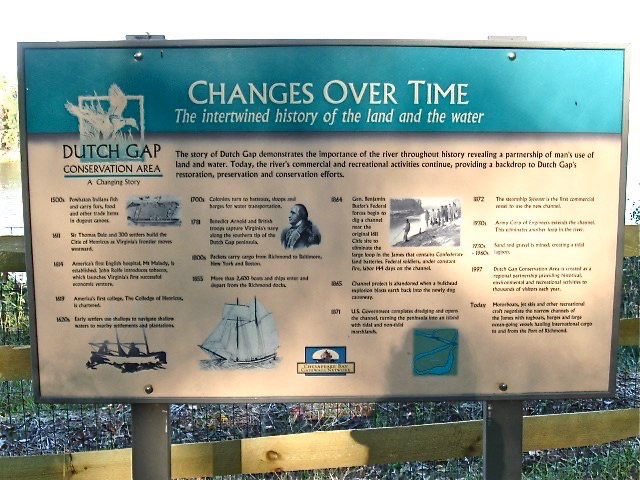 CHANGES OVER TIME
The intertwined history of the land and the water
DUTCH GAP
CONSERVATION AREA
A Changing Story
The story of Dutch Gap demonstrates the importance of the river throughout history revealing a partnership of man's use of
land and water. Today, the river's commercial and recreational activities continue, providing a backdrop to Dutch Gap's
restoration, preservation and conservation efforts.
1500s Powhatan Indians fish
and carry furs, food,
and other trade items
in dugout canoes.
1611 Sir Thomas Dale and 300 settlers build the
Citie of Henricus as Virginia's frontier moves
westward.
1614 America's first English hospital, Mt Malady, is
established. John Rolfe introduces tobacco,
which launches Virginia's first successful
economic venture.
1619 America's first college, The Colledge of Henricus,
is chartered.
1620s Early settlers use shallops to navigate shallow
waters to nearby settlements and plantations.
1700s Colonists turn to bateaus, sloops and
barges for water transportation.
1781 Benedict Arnold and British
troops capture Virginia's navy
along the southern tip of the
Dutch Gap peninsula.
1800s Packets carry cargo from Richmond to Baltimore,
New York and Boston.
1855 More than 2,600 boats and ships enter and
depart from the Richmond docks.
CHESAPEAKE BAY
GATEWAYS NETWORK
1864 Gen. Benjamin
Butler's Federal
forces begin to
dig a channel
near the
original 1611
Citie site to
eliminate the
large loop in the James that contains Confederate
land batteries. Federal soldiers, under constant
fire, labor 144 days on the channel.
1865 Channel project is abandoned when a bulkhead
explosion blasts earth back into the newly dug
causeway.
1871 U.S. Government completes dredging and opens
the channel, turning the peninsula into an island
with tidal and non-tidal
marshlands.
1872 The steamship Sylvester is the first commercial
vessel to use the new channel.
1930s Army Corp of Engineers extends the channel.
This eliminates another loop in the river.
1930s
- 1960s Sand and gravel is mined, creating a tidal
lagoon.
1997 Dutch Gap Conservation Area is created as a
regional partnership providing historical,
environmental and recreational activities to
thousands of visitors each year.
Today Motorboats, jet skis and other recreational
craft negotiate the narrow channels of
the James with tugboats, barges and large
ocean-going vessels hauling international cargo
to and from the Port of Richmond.